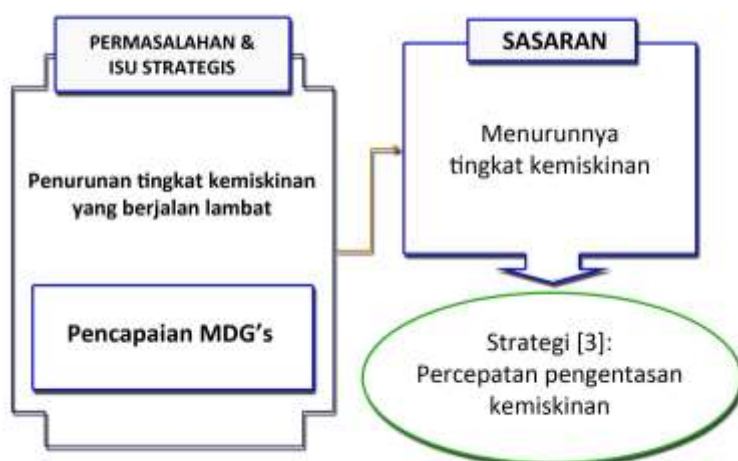 PERMASALAHAN &
ISU STRATEGIS
Penurunan tingkat kemiskinan
yang berjalan lambat
Pencapaian MDG's
SASARAN
Menurunnya
tingkat kemiskinan
Strategi [3]:
Percepatan pengentasan
kemiskinan